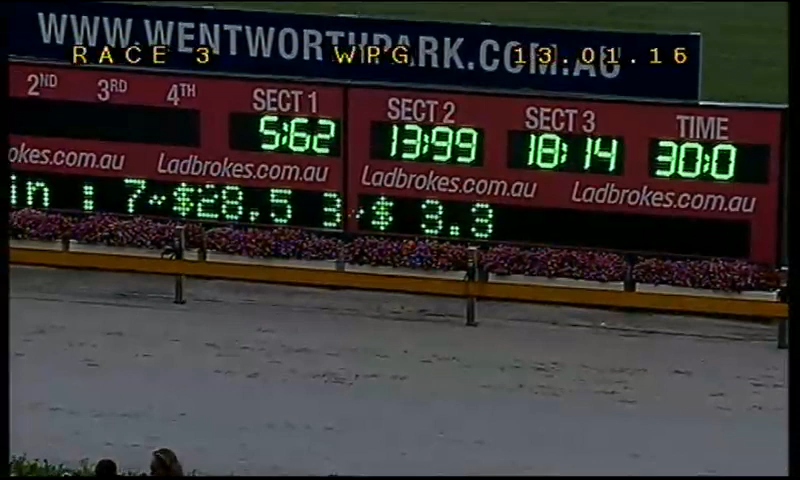 WWW.WENTWORTHPARK.COM.AU
RACE 3 WPG 13.01.16
2ND 3RD 4TH SECT 1 SECT 2 SECT 3 TIME
5:62 13:99 18:14 30:0
okes.com.au Ladbrokes.com.au Ladbrokes.com.au Ladbrokes.com.au
in : 7~$28,5 3~$ 3.3